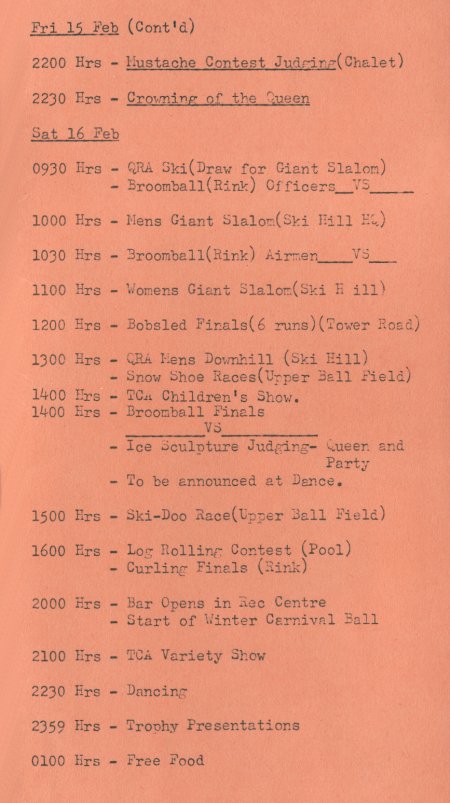 Fri 15 Feb (Cont'd)
2200 Hrs - Mustache Contest Judging(Chalet)
2230 Hrs - Crowning of the Queen
Sat 16 Feb
0930 Hrs - QRA Ski(Draw for Giant Slalom)
- Broomball(Rink) Officers__VS_____
1000 Hrs - Mens Giant Slalom(Ski Hill HQ)
1030 Hrs - Broomball(Rink) Airmen____VS___
1100 Hrs - Womens Giant Slalom(Ski H ill)
1200 Hrs - Bobsled Finals(6 runs)(Tower Road)
1300 Hrs - QRA Mens Downhill (Ski Hill)
- Snow Shoe Races(Upper Ball Field)
1400 Hrs - TCA Children's Show.
1400 Hrs - Broomball Finals
_________VS___________
- Ice Sculpture Judging- Queen and
Party
- To be announced at Dance.
1500 Hrs - Ski-Doo Race(Upper Ball Field)
1600 Hrs - Log Rolling Contest (Pool)
- Curling Finals (Rink)
2000 Hrs - Bar Opens in Rec Centre
- Start of Winter Carnival Ball
2100 Hrs - TCA Variety Show
2230 Hrs - Dancing
2359 Hrs - Trophy Presentations
0100 Hrs - Free Food